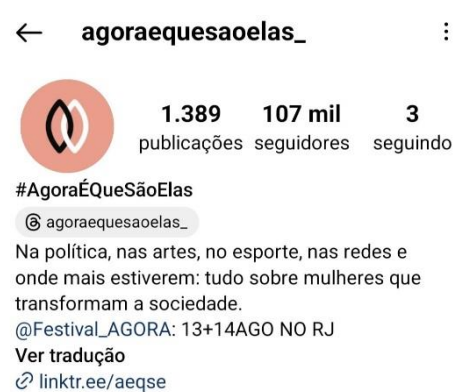 agoraequesaoelas_
1.389 107 mil 3
publicações seguidores seguindo
#AgoraÉQueSãoElas
agoraequesaoelas_
Na política, nas artes, no esporte, nas redes e
onde mais estiverem: tudo sobre mulheres que
transformam a sociedade.
@Festival_AGORA: 13+14AGO NO RJ
Ver tradução
linktr.ee/aeqse